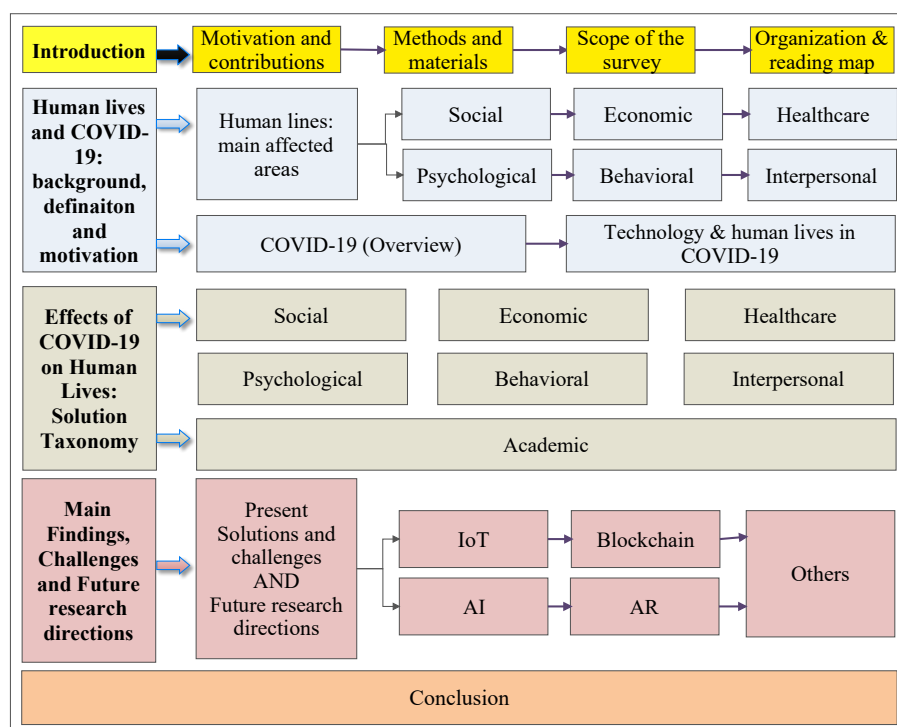 Introduction
Motivation and
contributions
Methods and
materials
Scope of the
survey
Organization &
reading map
Human lives
and COVID-
19:
background,
definaiton
and
motivation
Human lines:
main affected
areas
Social
Economic
Healthcare
Psychological
Behavioral
Interpersonal
COVID-19 (Overview)
Technology & human lives in
COVID-19
Effects of
COVID-19
on Human
Lives:
Solution
Taxonomy
Social
Economic
Healthcare
Psychological
Behavioral
Interpersonal
Academic
Main
Findings,
Challenges
and Future
research
directions
Present
Solutions and
challenges
AND
Future research
directions
IoT
Blockchain
AI
AR
Others
Conclusion